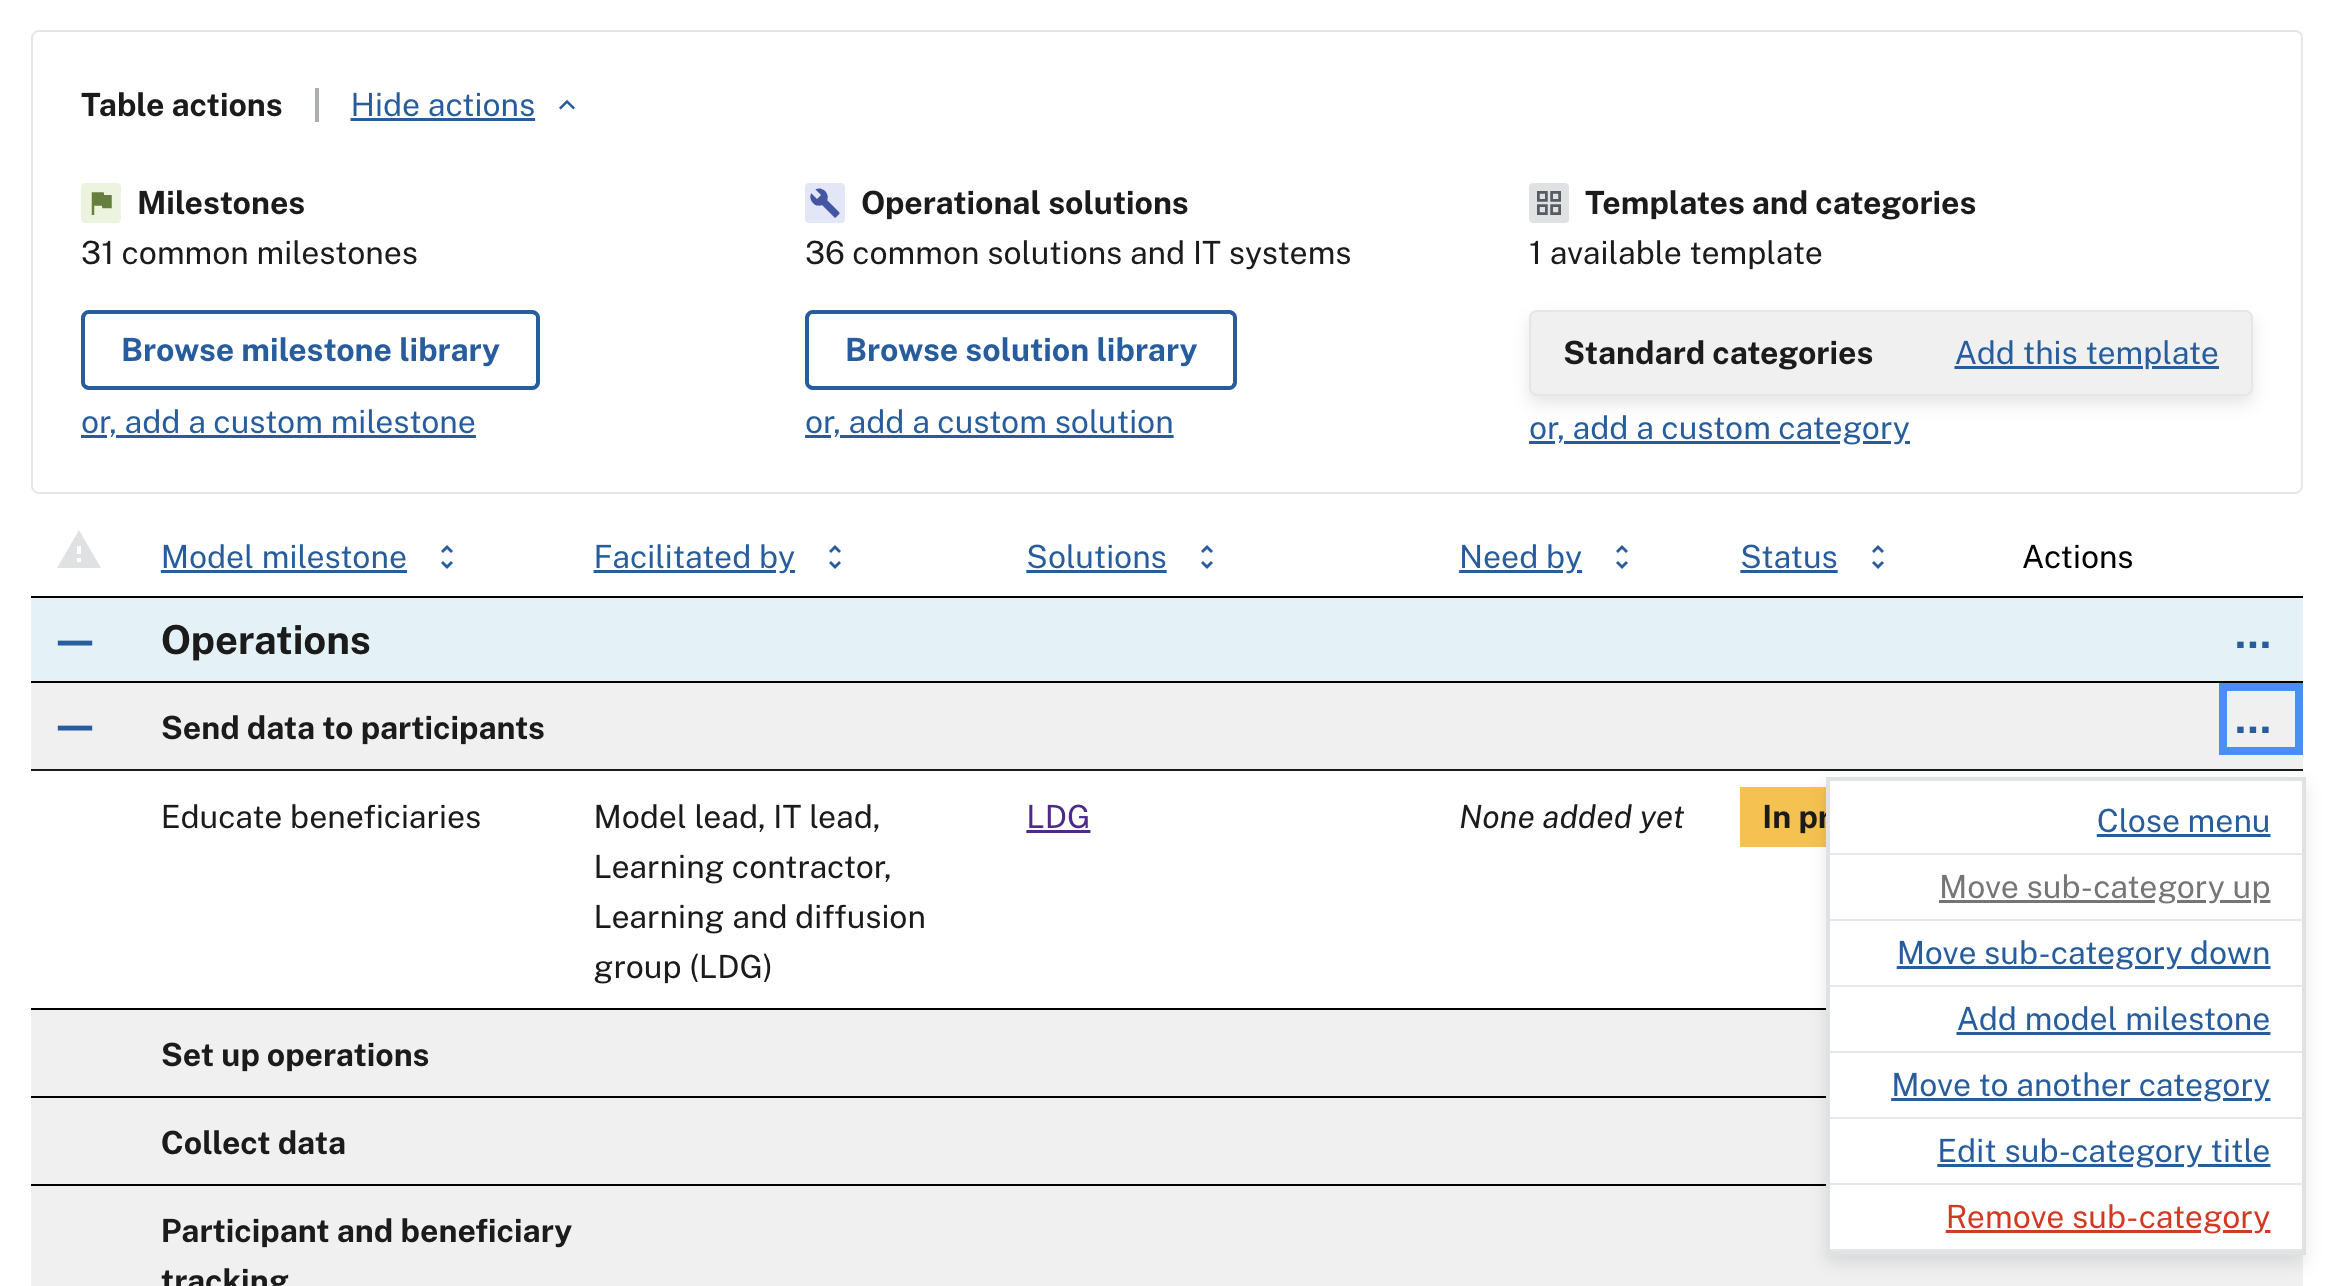 Table actions | Hide actions
Milestones
31 common milestones
Browse milestone library
or, add a custom milestone
Operational solutions
36 common solutions and IT systems
Browse solution library
or, add a custom solution
Templates and categories
1 available template
Standard categories Add this template
or, add a custom category
Model milestone Facilitated by Solutions Need by Status Actions
Operations ...
Send data to participants ...
Educate beneficiaries
Model lead, IT lead,
Learning contractor,
Learning and diffusion
group (LDG)
LDG
None added yet
In pr
Close menu
Move sub-category up
Move sub-category down
Add model milestone
Move to another category
Edit sub-category title
Remove sub-category
Set up operations
Collect data
Participant and beneficiary
tracking